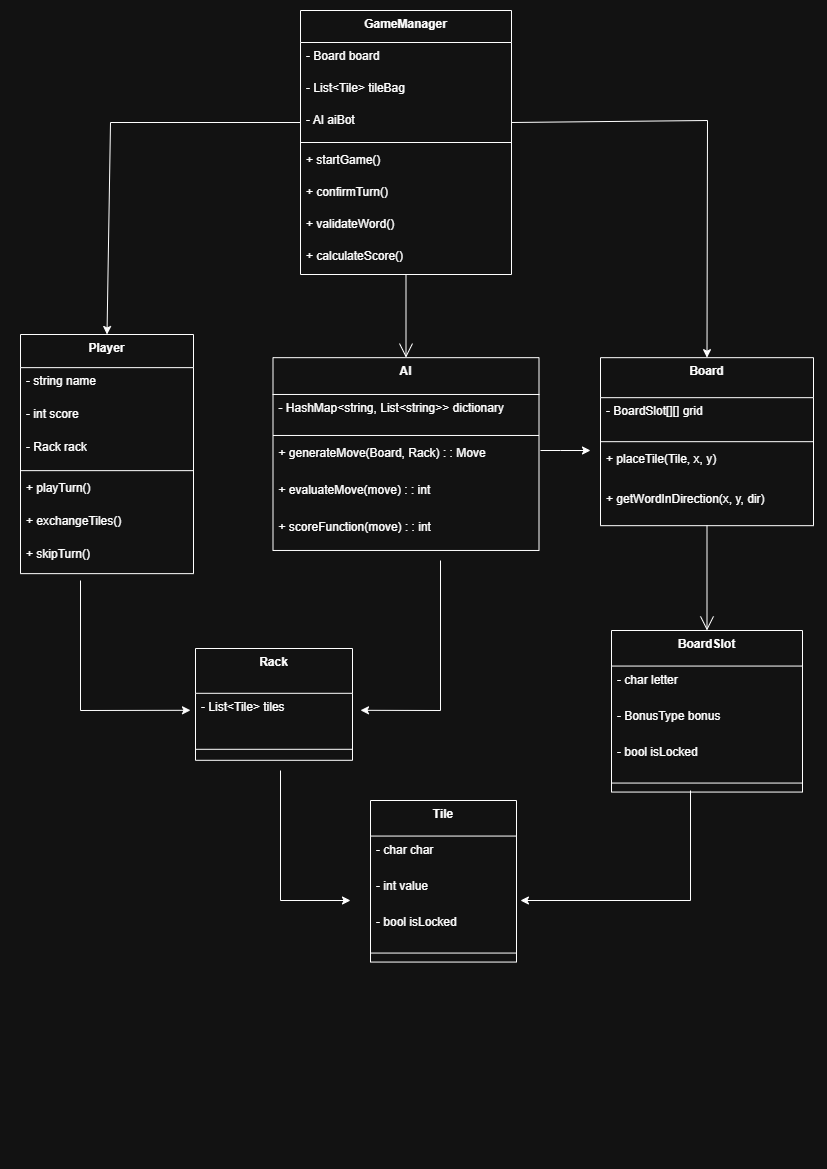 GameManager
- Board board
- List<Tile> tileBag
- AI aiBot
+ startGame()
+ confirmTurn()
+ validateWord()
+ calculateScore()
Player
- string name
- int score
- Rack rack
+ playTurn()
+ exchangeTiles()
+ skipTurn()
AI
- HashMap<string, List<string>> dictionary
+ generateMove(Board, Rack) : : Move
+ evaluateMove(move) : : int
+ scoreFunction(move) : : int
Board
- BoardSlot[][] grid
+ placeTile(Tile, x, y)
+ getWordInDirection(x, y, dir)
Rack
- List<Tile> tiles
BoardSlot
- char letter
- BonusType bonus
- bool isLocked
Tile
- char char
- int value
- bool isLocked